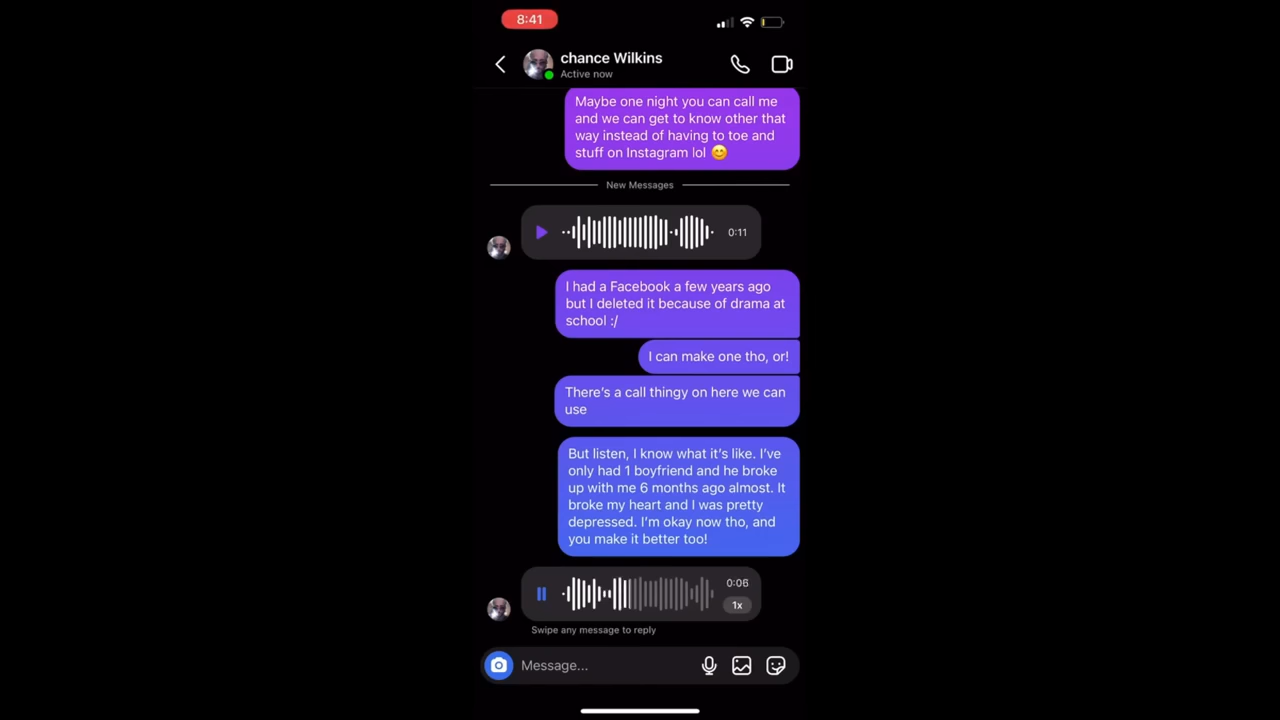 8:41
chance Wilkins
Active now
Maybe one night you can call me
and we can get to know other that
way instead of having to toe and
stuff on Instagram lol 😊
New Messages
0:11
I had a Facebook a few years ago
but I deleted it because of drama at
school :/
I can make one tho, or!
There's a call thingy on here we can
use
But listen, I know what it's like. I've
only had 1 boyfriend and he broke
up with me 6 months ago almost. It
broke my heart and I was pretty
depressed. I'm okay now tho, and
you make it better too!
0:06
1x
Swipe any message to reply
Message...